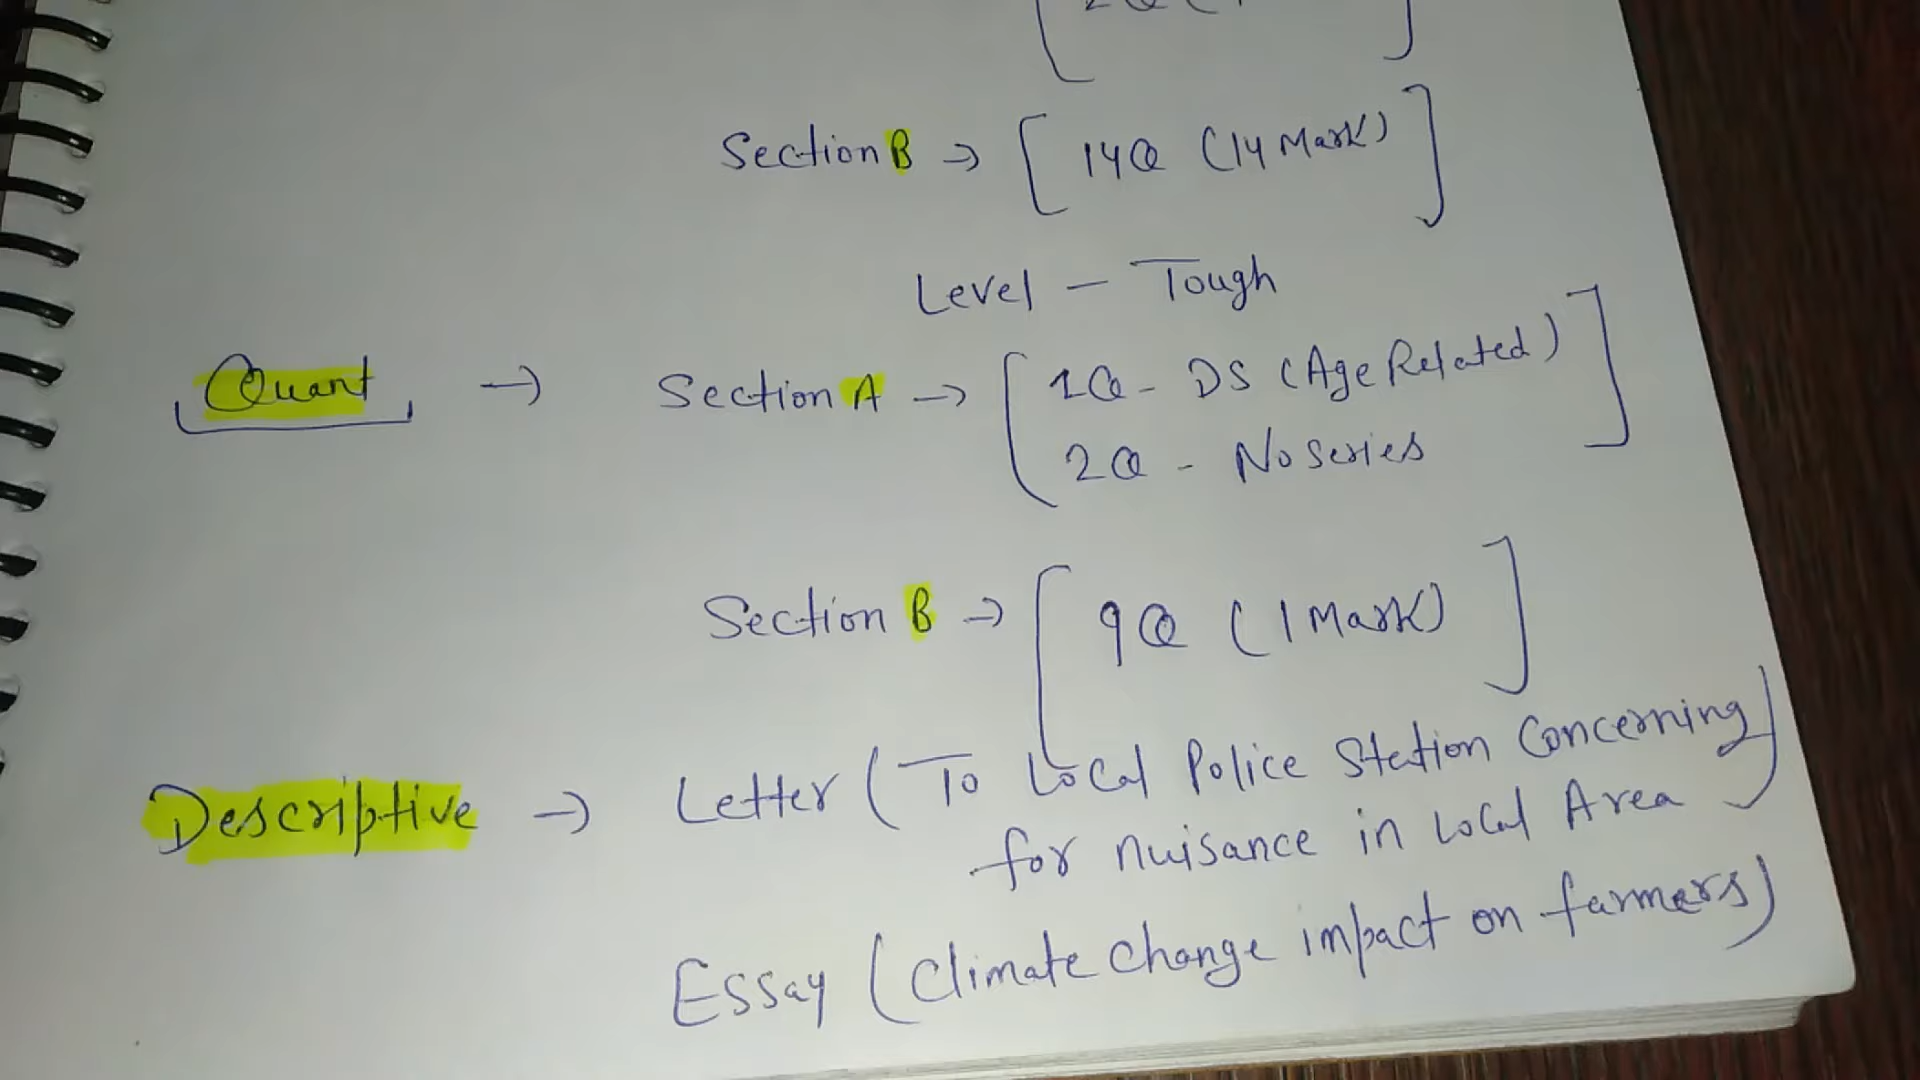 Section B → [ 14Q (14 Mark) ]
Level - Tough
Quant → Section A → [ 1Q - DS (Age Related) ]
2Q - No series
Section B → [ 9Q (1 Mark) ]
Descriptive → Letter ( To Local Police Station Concerning
for nuisance in Local Area )
Essay ( Climate change impact on farmers )